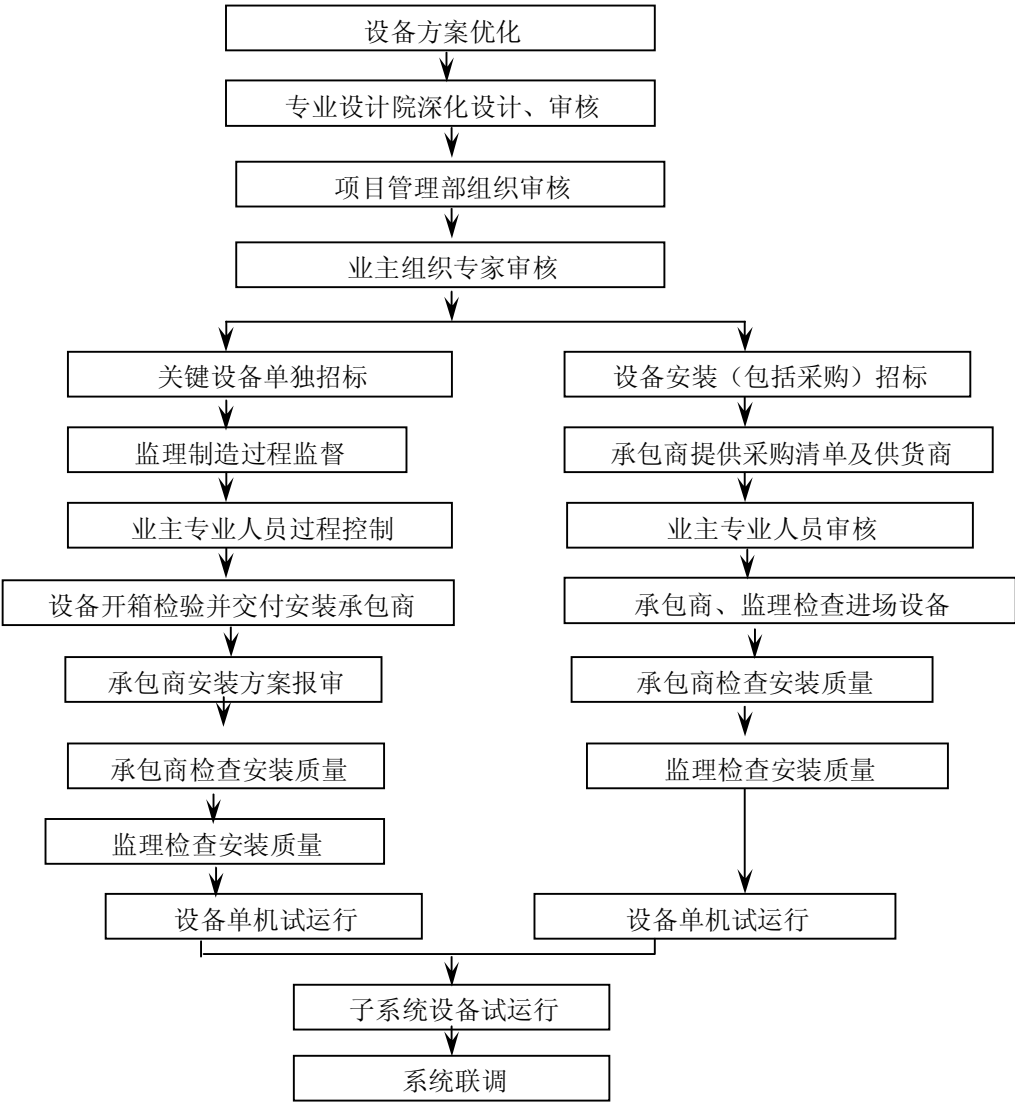 设备方案优化
专业设计院深化设计、审核
项目管理部组织审核
业主组织专家审核
关键设备单独招标
设备安装（包括采购）招标
监理制造过程监督
承包商提供采购清单及供货商
业主专业人员过程控制
业主专业人员审核
设备开箱检验并交付安装承包商
承包商、监理检查进场设备
承包商安装方案报审
承包商检查安装质量
承包商检查安装质量
监理检查安装质量
监理检查安装质量
设备单机试运行
设备单机试运行
子系统设备试运行
系统联调